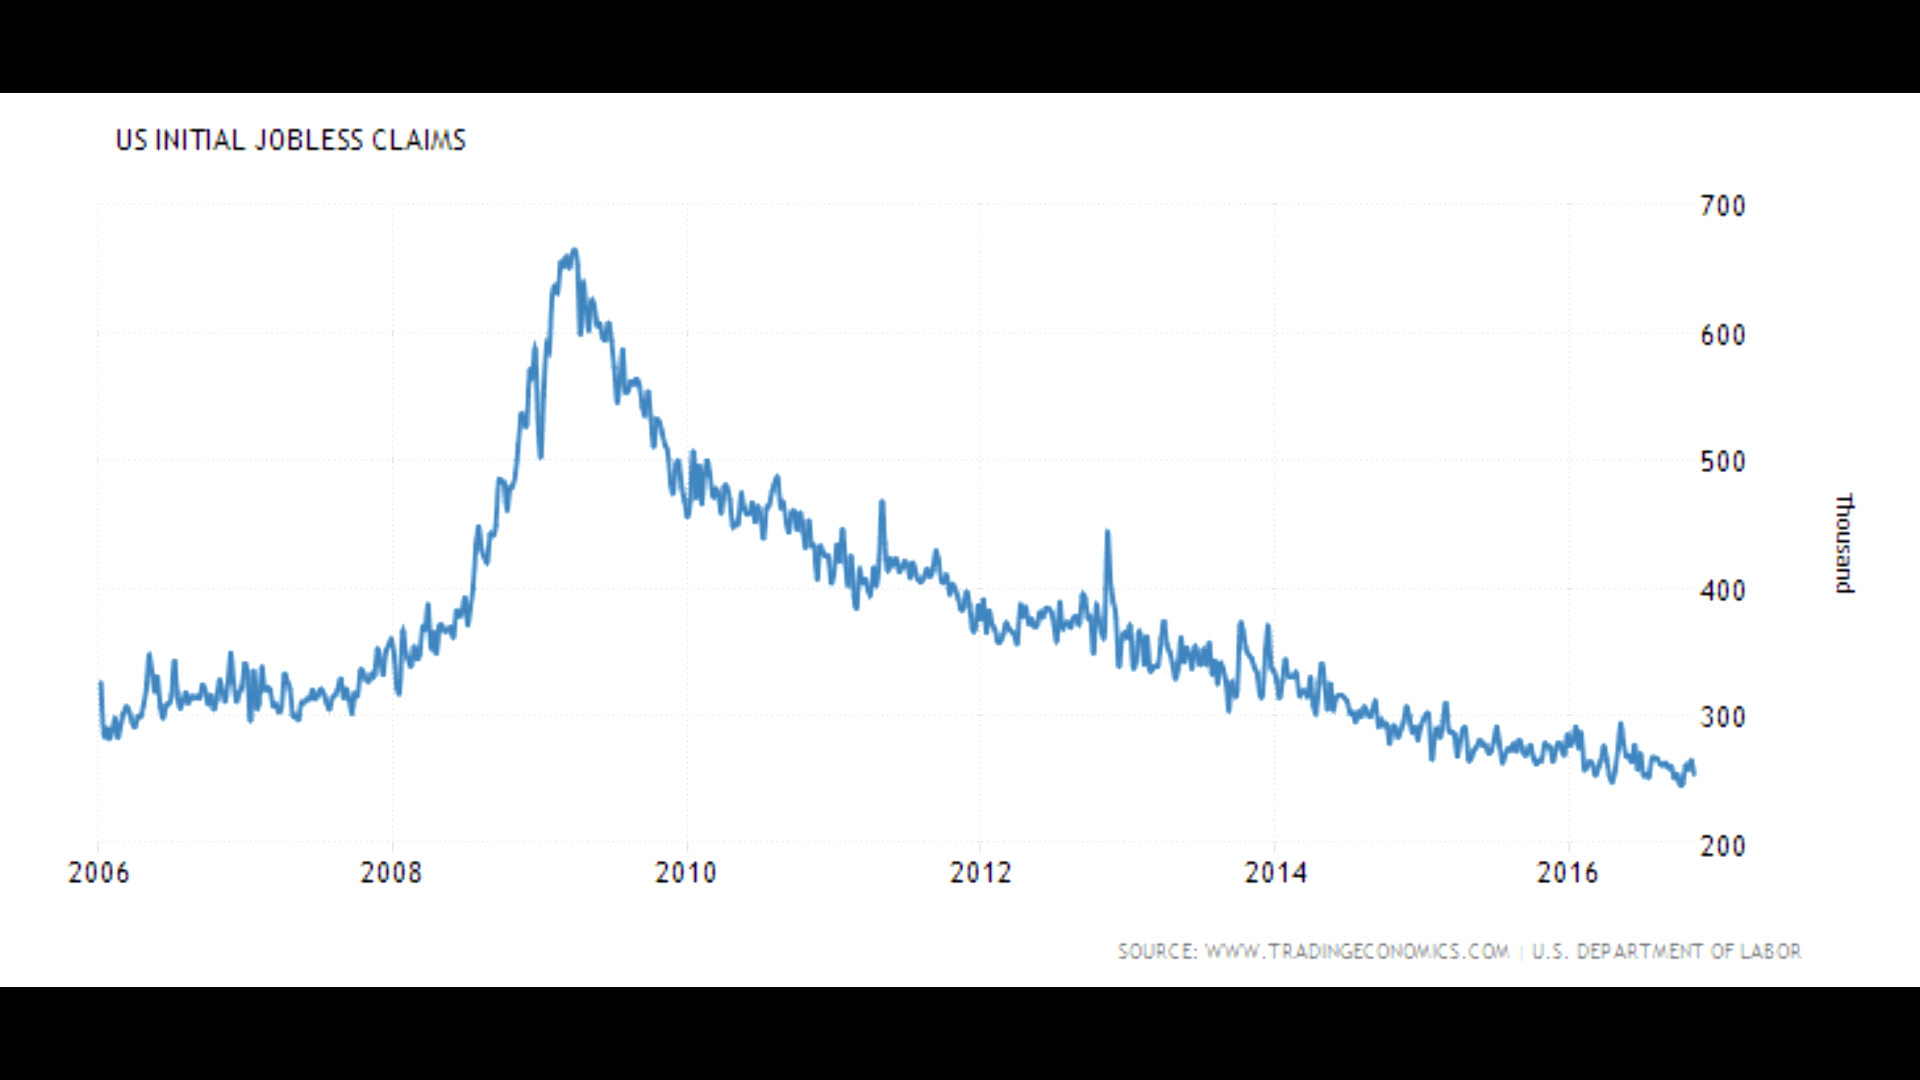 US INITIAL JOBLESS CLAIMS
700
600
500
400
300
200
Thousand
2006 2008 2010 2012 2014 2016
SOURCE: WWW.TRADINGECONOMICS.COM | U.S. DEPARTMENT OF LABOR